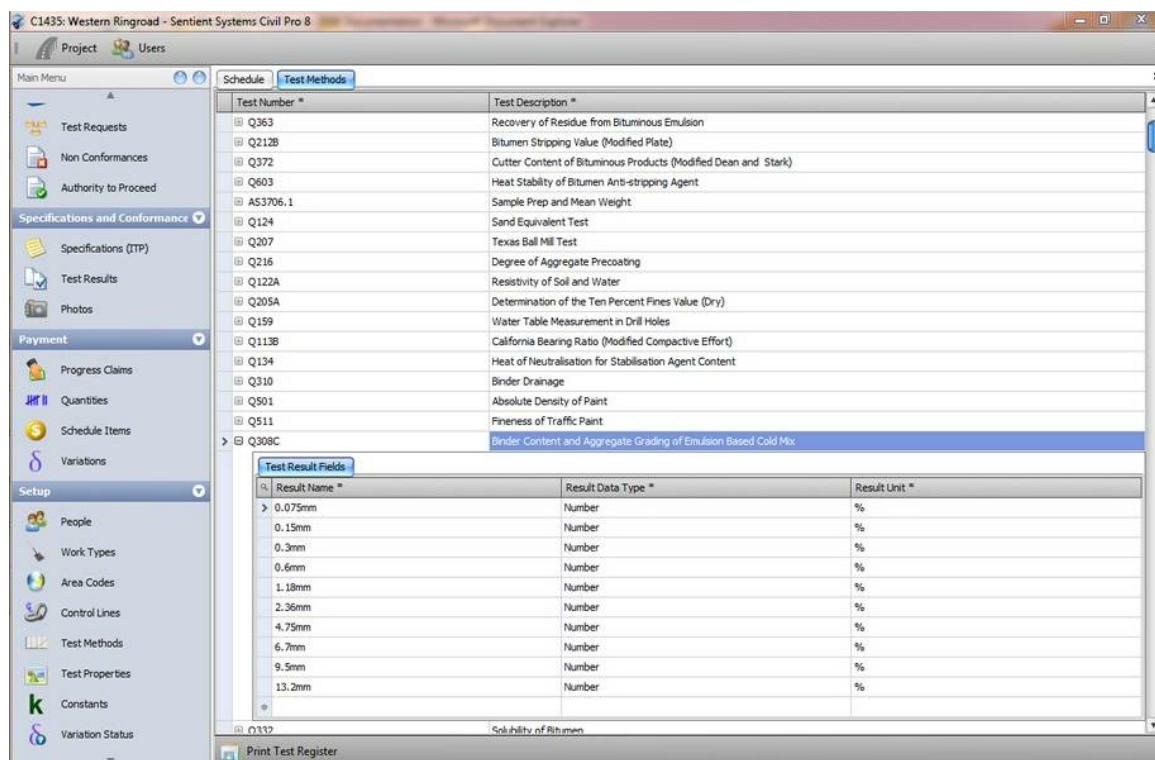 C1435: Western Ringroad - Sentient Systems Civil Pro 8
Project Users
Main Menu
Test Requests
Non Conformances
Authority to Proceed
Specifications and Conformance
Specifications (ITP)
Test Results
Photos
Payment
Progress Claims
Quantities
Schedule Items
δ Variations
Setup
People
Work Types
Area Codes
Control Lines
Test Methods
Test Properties
k Constants
δ Variation Status
Schedule Test Methods
Test Number * Test Description *
Q363 Recovery of Residue from Bituminous Emulsion
Q212B Bitumen Stripping Value (Modified Plate)
Q372 Cutter Content of Bituminous Products (Modified Dean and Stark)
Q603 Heat Stability of Bitumen Anti-stripping Agent
AS3706.1 Sample Prep and Mean Weight
Q124 Sand Equivalent Test
Q207 Texas Ball Mill Test
Q216 Degree of Aggregate Precoating
Q122A Resistivity of Soil and Water
Q205A Determination of the Ten Percent Fines Value (Dry)
Q159 Water Table Measurement in Drill Holes
Q113B California Bearing Ratio (Modified Compactive Effort)
Q134 Heat of Neutralisation for Stabilisation Agent Content
Q310 Binder Drainage
Q501 Absolute Density of Paint
Q511 Fineness of Traffic Paint
Q308C Binder Content and Aggregate Grading of Emulsion Based Cold Mix
Test Result Fields
Result Name * Result Data Type * Result Unit *
0.075mm Number %
0.15mm Number %
0.3mm Number %
0.6mm Number %
1.18mm Number %
2.36mm Number %
4.75mm Number %
6.7mm Number %
9.5mm Number %
13.2mm Number %
Q332 Solubility of Bitumen
Print Test Register